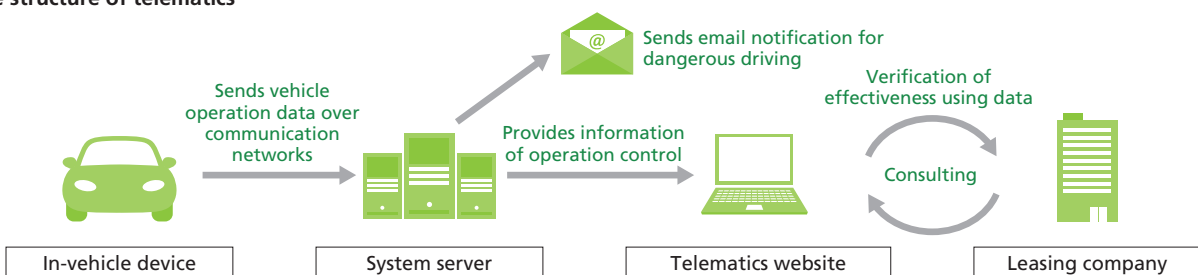 structure of telematics
@
Sends email notification for
dangerous driving
Sends vehicle
operation data over
communication
networks
Provides information
of operation control
Verification of
effectiveness using data
Consulting
In-vehicle device
System server
Telematics website
Leasing company